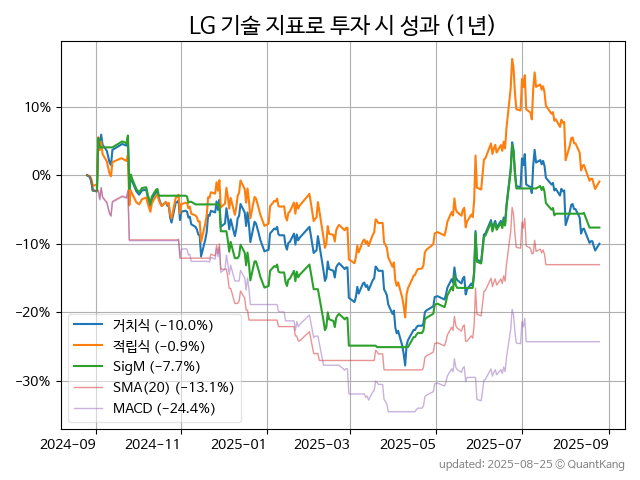 LG 기술 지표로 투자 시 성과 (1년)
10%
0%
−10%
−20%
−30%
거치식 (−10.0%)
적립식 (−0.9%)
SigM (−7.7%)
SMA(20) (−13.1%)
MACD (−24.4%)
2024−09 2024−11 2025−01 2025−03 2025−05 2025−07 2025−09
updated: 2025−08−25 © QuantKang